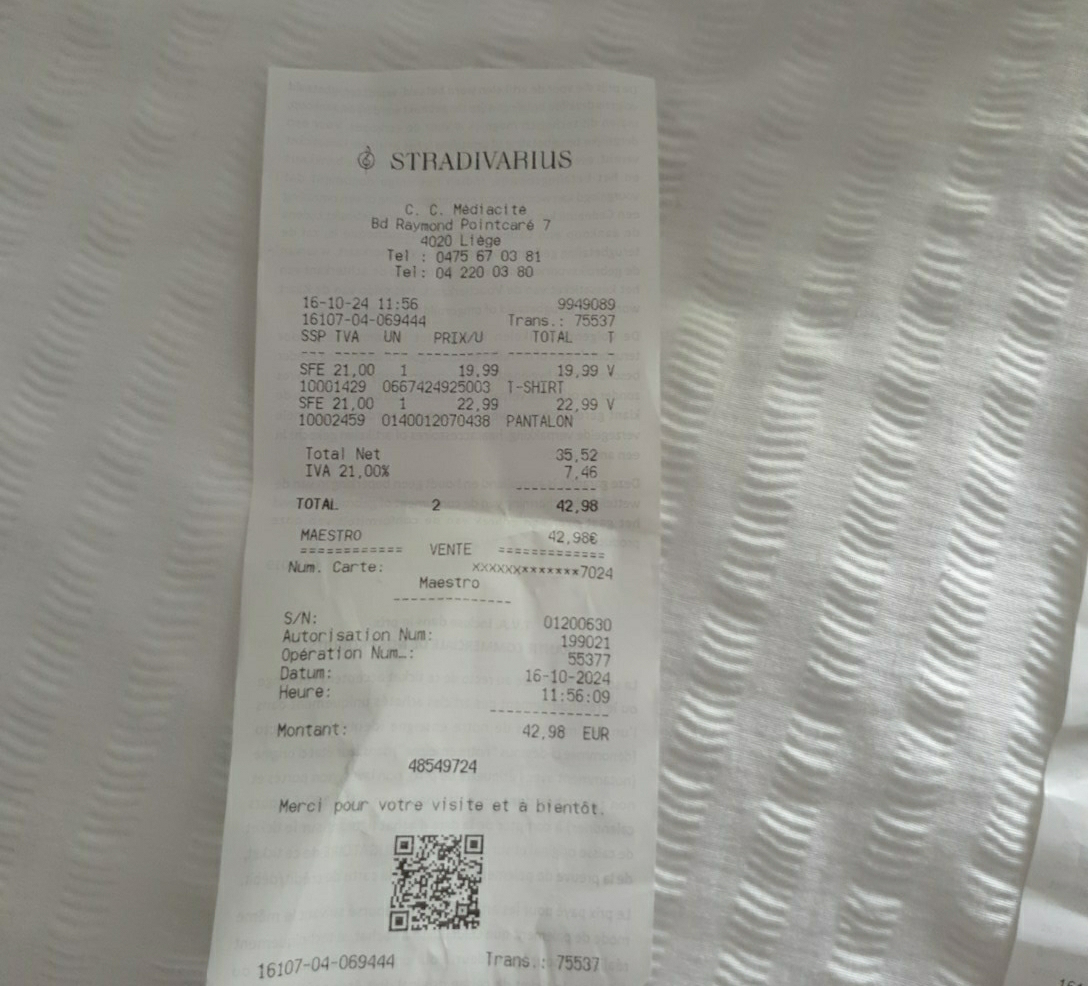 STRADIVARIUS
C. C. Médiacite
Bd Raymond Pointcaré 7
4020 Liège
Tel : 0475 67 03 81
Tel: 04 220 03 80
16-10-24 11:56 9949089
16107-04-069444 Trans.: 75537
SSP TVA UN PRIX/U TOTAL T
--- ----- --- -------- ----------- -
SFE 21,00 1 19,99 19,99 V
10001429 0667424925003 T-SHIRT
SFE 21,00 1 22,99 22,99 V
10002459 0140012070438 PANTALON
Total Net 35,52
IVA 21,00% 7,46
----------
TOTAL 2 42,98
MAESTRO 42,98€
============ VENTE ============
Num. Carte: xxxxxxxxxxxxx7024
Maestro
-------------
S/N: 01200630
Autorisation Num: 199021
Opération Num…: 55377
Datum: 16-10-2024
Heure: 11:56:09
-------------
Montant: 42,98 EUR
48549724
Merci pour votre visite et à bientôt.
16107-04-069444 Trans.: 75537